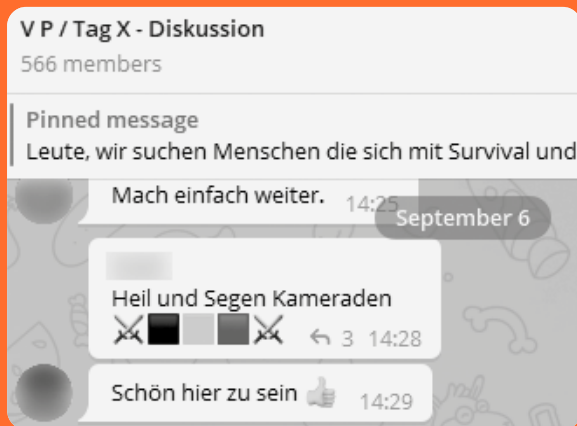 V P / Tag X - Diskussion
566 members
Pinned message
Leute, wir suchen Menschen die sich mit Survival und
Mach einfach weiter. 14:25
September 6
Heil und Segen Kameraden
3 14:28
Schön hier zu sein 14:29